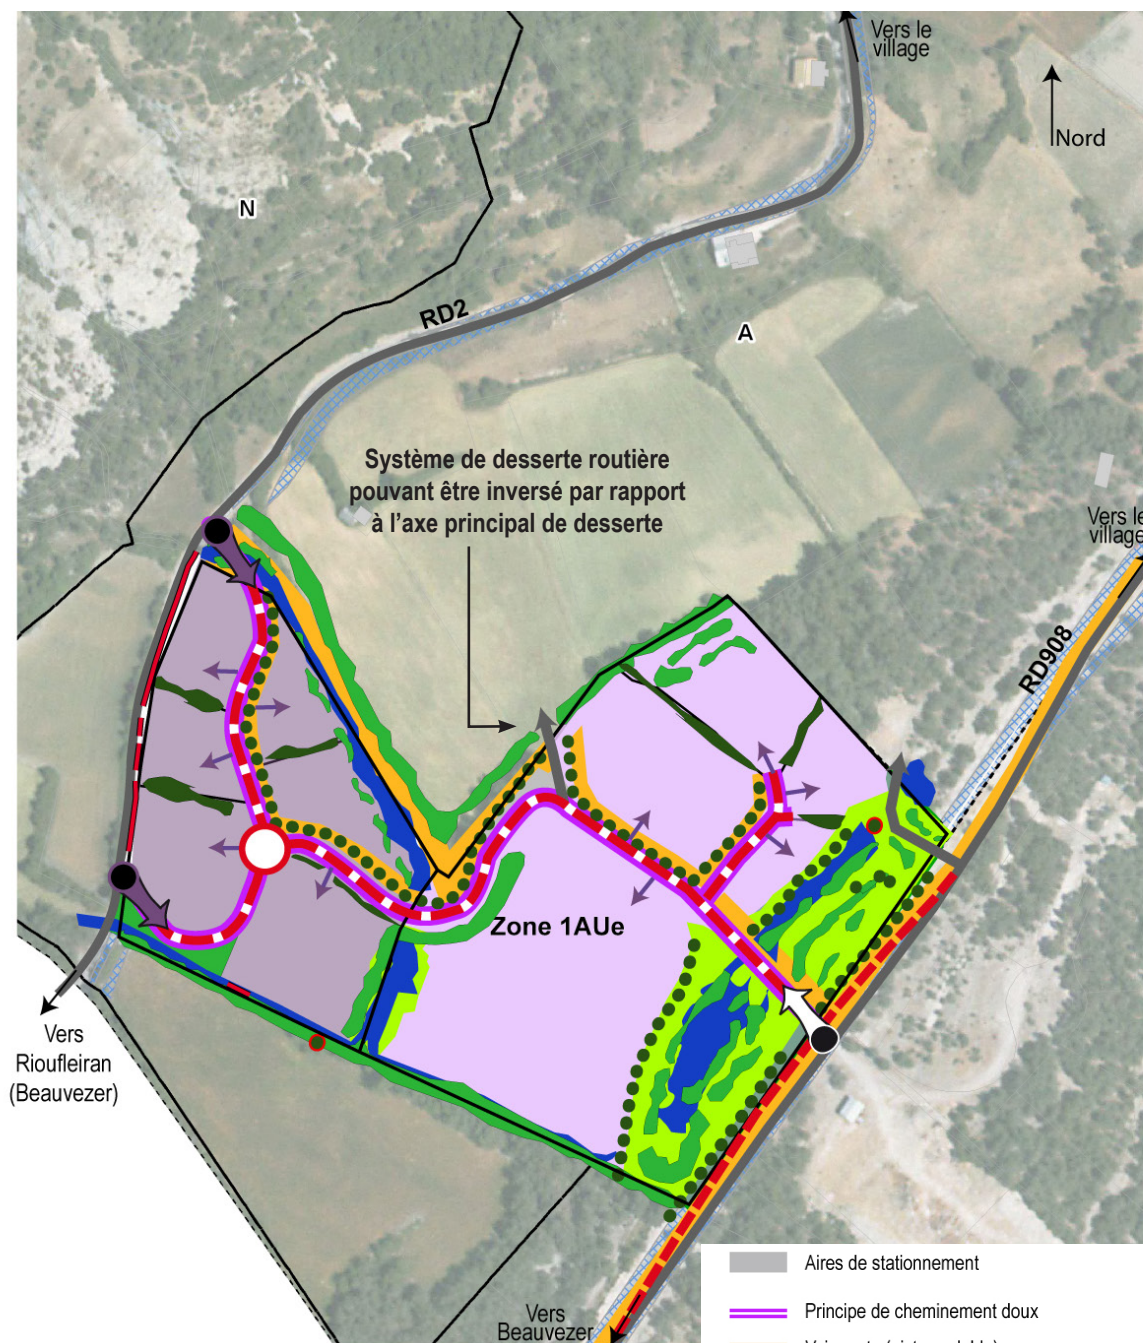 Vers le
village
Nord
N
RD2
A
Système de desserte routière
pouvant être inversé par rapport
à l'axe principal de desserte
Vers le
village
RD908
Zone 1AUe
Vers
Rioufleiran
(Beauvezer)
Aires de stationnement
Principe de cheminement doux
Vers
Beauvezer